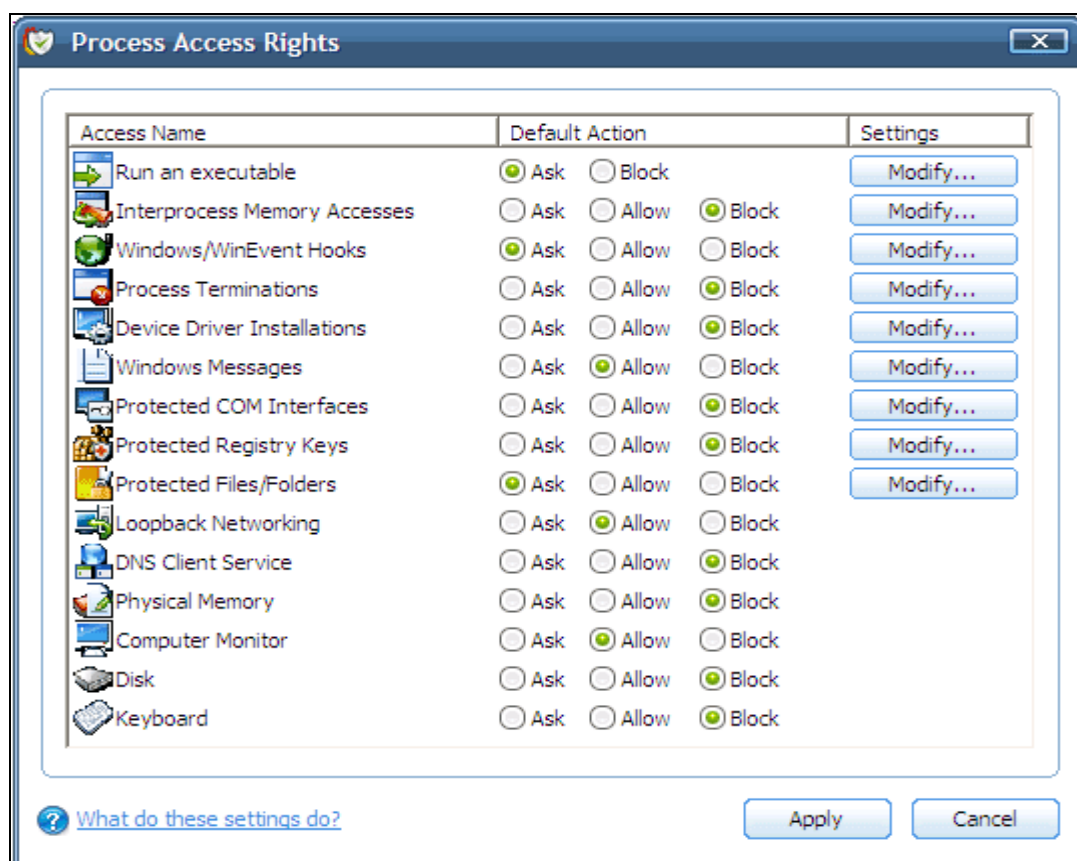 Process Access Rights
Access Name Default Action Settings
Run an executable Ask Block Modify...
Interprocess Memory Accesses Ask Allow Block Modify...
Windows/WinEvent Hooks Ask Allow Block Modify...
Process Terminations Ask Allow Block Modify...
Device Driver Installations Ask Allow Block Modify...
Windows Messages Ask Allow Block Modify...
Protected COM Interfaces Ask Allow Block Modify...
Protected Registry Keys Ask Allow Block Modify...
Protected Files/Folders Ask Allow Block Modify...
Loopback Networking Ask Allow Block
DNS Client Service Ask Allow Block
Physical Memory Ask Allow Block
Computer Monitor Ask Allow Block
Disk Ask Allow Block
Keyboard Ask Allow Block
What do these settings do? Apply Cancel